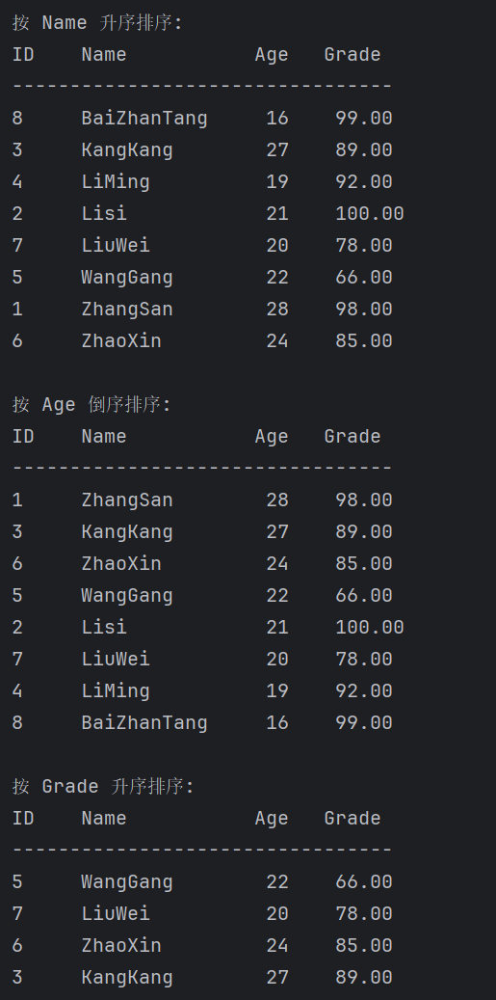 按 Name 升序排序:
ID    Name           Age   Grade
---------------------------------
8     BaiZhanTang     16    99.00
3     KangKang        27    89.00
4     LiMing          19    92.00
2     Lisi            21    100.00
7     LiuWei          20    78.00
5     WangGang        22    66.00
1     ZhangSan        28    98.00
6     ZhaoXin         24    85.00

按 Age 倒序排序:
ID    Name           Age   Grade
---------------------------------
1     ZhangSan        28    98.00
3     KangKang        27    89.00
6     ZhaoXin         24    85.00
5     WangGang        22    66.00
2     Lisi            21    100.00
7     LiuWei          20    78.00
4     LiMing          19    92.00
8     BaiZhanTang     16    99.00

按 Grade 升序排序:
ID    Name           Age   Grade
---------------------------------
5     WangGang        22    66.00
7     LiuWei          20    78.00
6     ZhaoXin         24    85.00
3     KangKang        27    89.00